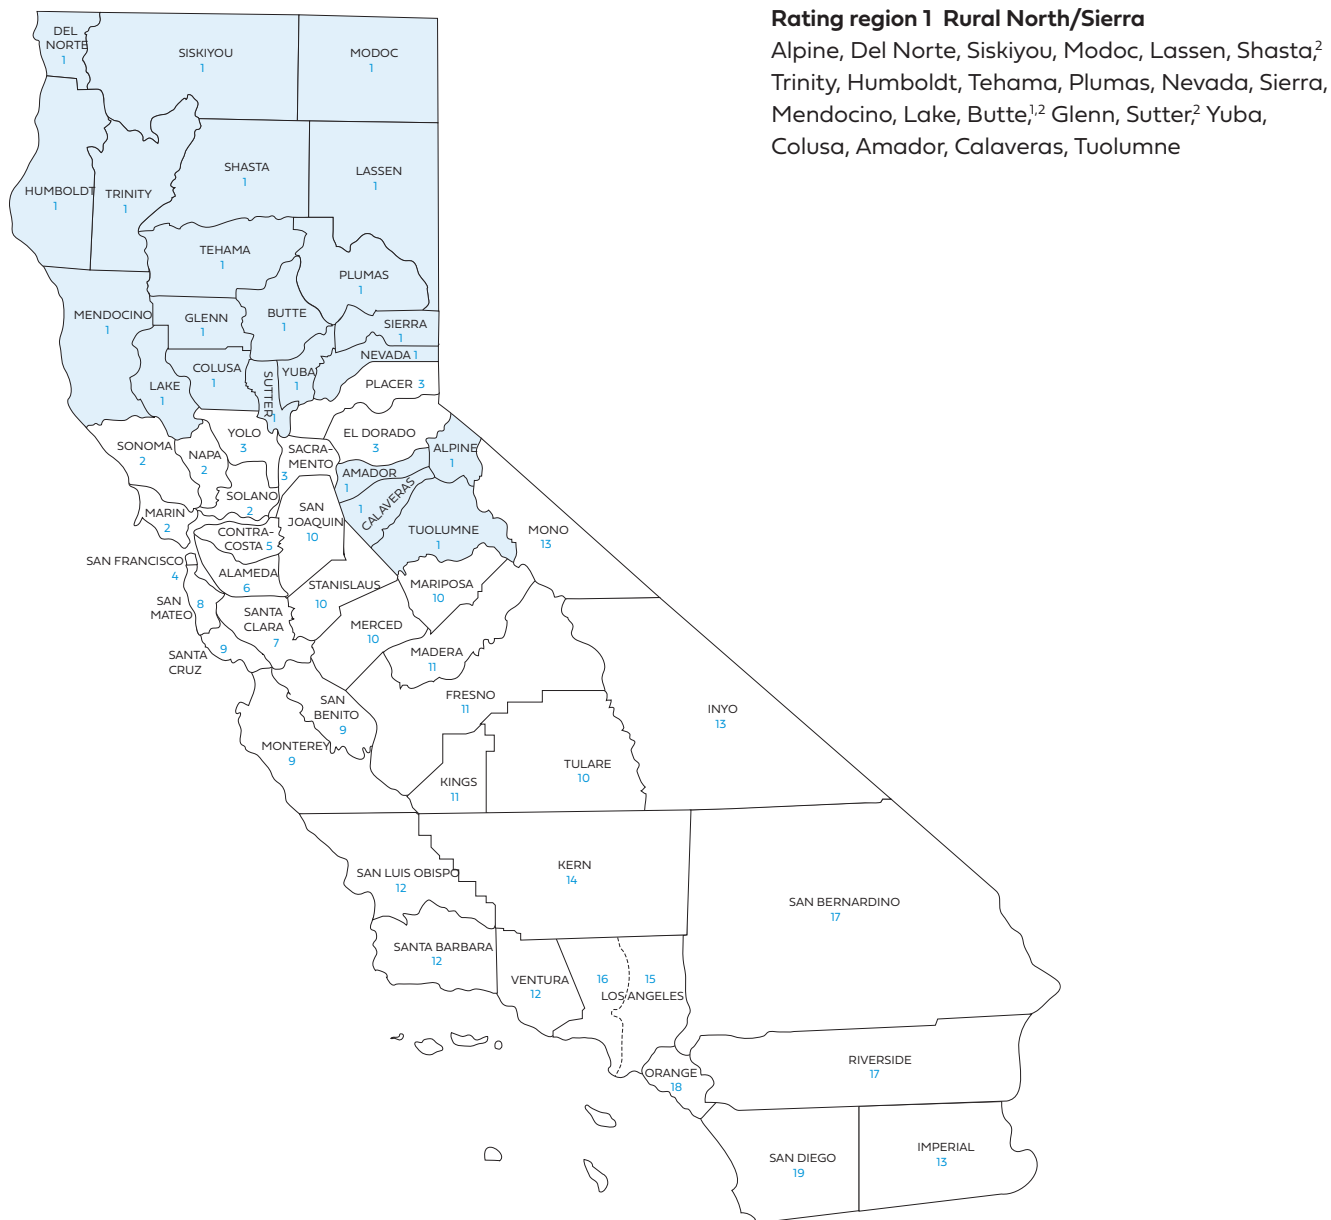 Rating region 1 Rural North/Sierra
Alpine, Del Norte, Siskiyou, Modoc, Lassen, Shasta,²
Trinity, Humboldt, Tehama, Plumas, Nevada, Sierra,
Mendocino, Lake, Butte,¹,² Glenn, Sutter,² Yuba,
Colusa, Amador, Calaveras, Tuolumne
DEL
NORTE
1
SISKIYOU
1
MODOC
1
SHASTA
1
LASSEN
1
HUMBOLDT
1
TRINITY
1
TEHAMA
1
PLUMAS
1
MENDOCINO
1
GLENN
1
BUTTE
1
SIERRA
1
NEVADA 1
COLUSA
1
SUTTER
1
YUBA
1
LAKE
1
PLACER 3
SONOMA
2
NAPA
2
YOLO
3
SACRA-
MENTO
3
EL DORADO
3
ALPINE
1
AMADOR
1
CALAVERAS
1
SOLANO
2
MARIN
2
SAN
JOAQUIN
10
TUOLUMNE
1
MONO
13
CONTRA-
COSTA 5
SAN FRANCISCO
4
ALAMEDA
6
STANISLAUS
10
MARIPOSA
10
SAN
MATEO
8
SANTA
CLARA
7
MERCED
10
SANTA
CRUZ
9
MADERA
11
FRESNO
11
SAN
BENITO
9
INYO
13
MONTEREY
9
KINGS
11
TULARE
10
SAN LUIS OBISPO
12
KERN
14
SAN BERNARDINO
17
SANTA BARBARA
12
VENTURA
12
16
15
LOS ANGELES
ORANGE
18
RIVERSIDE
17
SAN DIEGO
19
IMPERIAL
13